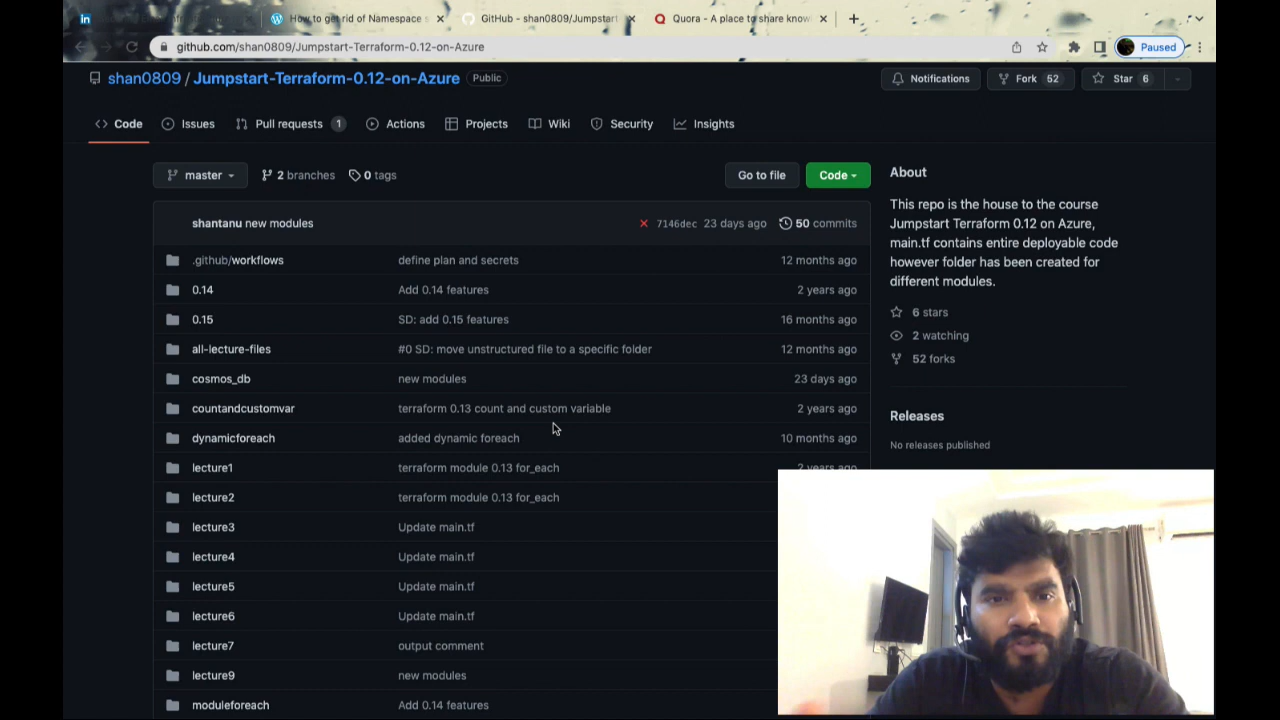 How to get rid of Namespace
GitHub - shan0809/Jumpstart
Quora - A place to share know
github.com/shan0809/Jumpstart-Terraform-0.12-on-Azure
Paused
shan0809 / Jumpstart-Terraform-0.12-on-Azure Public
Notifications
Fork 52
Star 6
Code
Issues
Pull requests 1
Actions
Projects
Wiki
Security
Insights
master
2 branches
0 tags
Go to file
Code
shantanu new modules
7146dec 23 days ago
50 commits
.github/workflows define plan and secrets 12 months ago
0.14 Add 0.14 features 2 years ago
0.15 SD: add 0.15 features 16 months ago
all-lecture-files #0 SD: move unstructured file to a specific folder 12 months ago
cosmos_db new modules 23 days ago
countandcustomvar terraform 0.13 count and custom variable 2 years ago
dynamicforeach added dynamic foreach 10 months ago
lecture1 terraform module 0.13 for_each 2 years ago
lecture2 terraform module 0.13 for_each
lecture3 Update main.tf
lecture4 Update main.tf
lecture5 Update main.tf
lecture6 Update main.tf
lecture7 output comment
lecture9 new modules
moduleforeach Add 0.14 features
About
This repo is the house to the course
Jumpstart Terraform 0.12 on Azure,
main.tf contains entire deployable code
however folder has been created for
different modules.
6 stars
2 watching
52 forks
Releases
No releases published